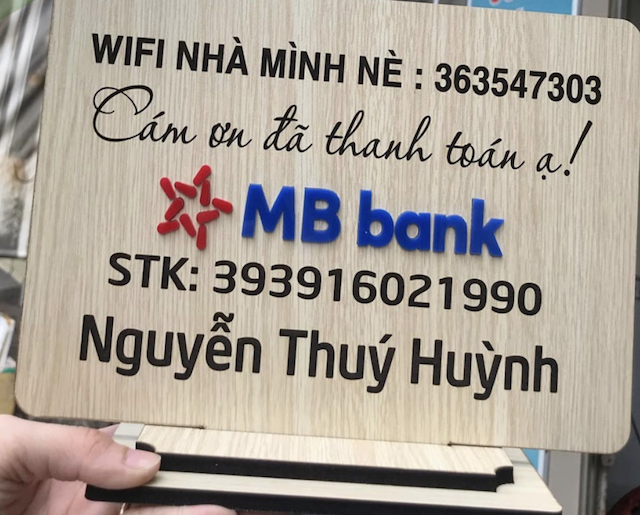 WIFI NHÀ MÌNH NÈ : 363547303
Cám ơn đã thanh toán ạ!
MB bank
STK: 393916021990
Nguyễn Thuý Huỳnh